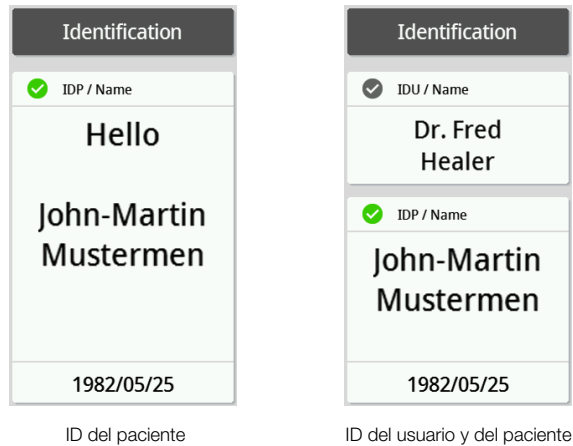 Identification
IDP / Name
Hello
John-Martin
Mustermen
1982/05/25
ID del paciente
Identification
IDU / Name
Dr. Fred
Healer
IDP / Name
John-Martin
Mustermen
1982/05/25
ID del usuario y del paciente